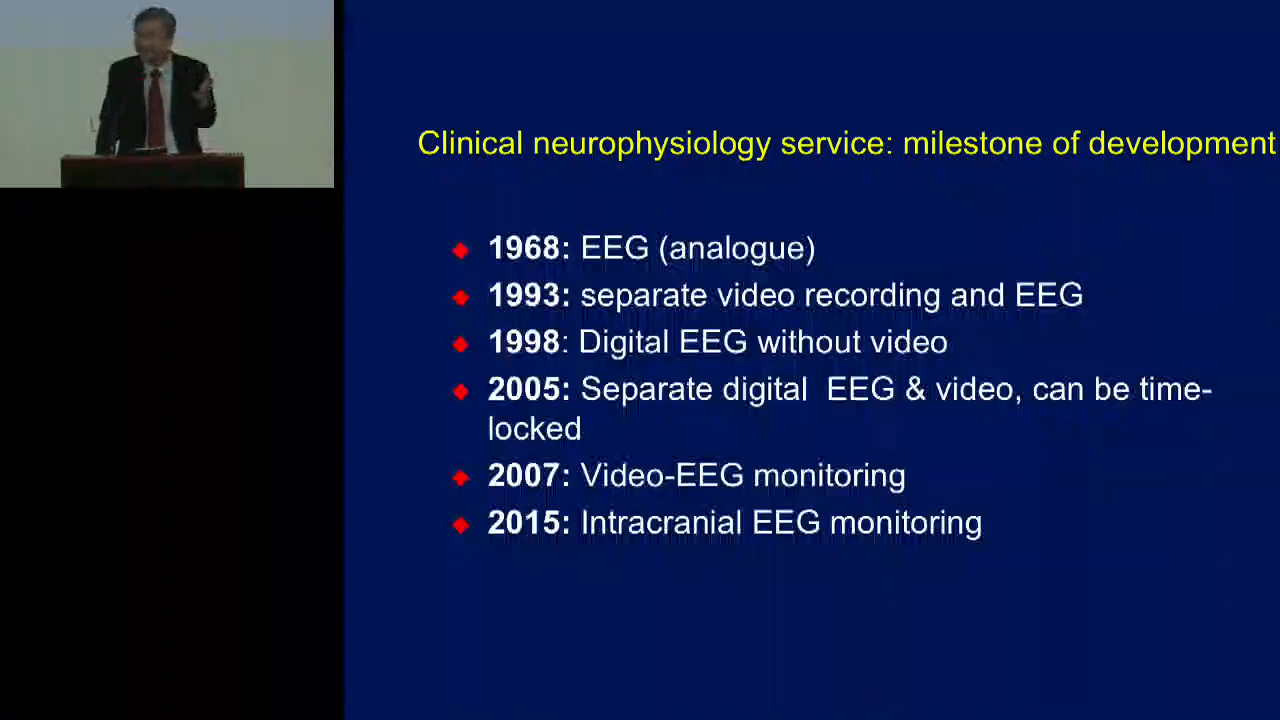 Clinical neurophysiology service: milestone of development
1968: EEG (analogue)
1993: separate video recording and EEG
1998: Digital EEG without video
2005: Separate digital  EEG & video, can be time-
locked
2007: Video-EEG monitoring
2015: Intracranial EEG monitoring